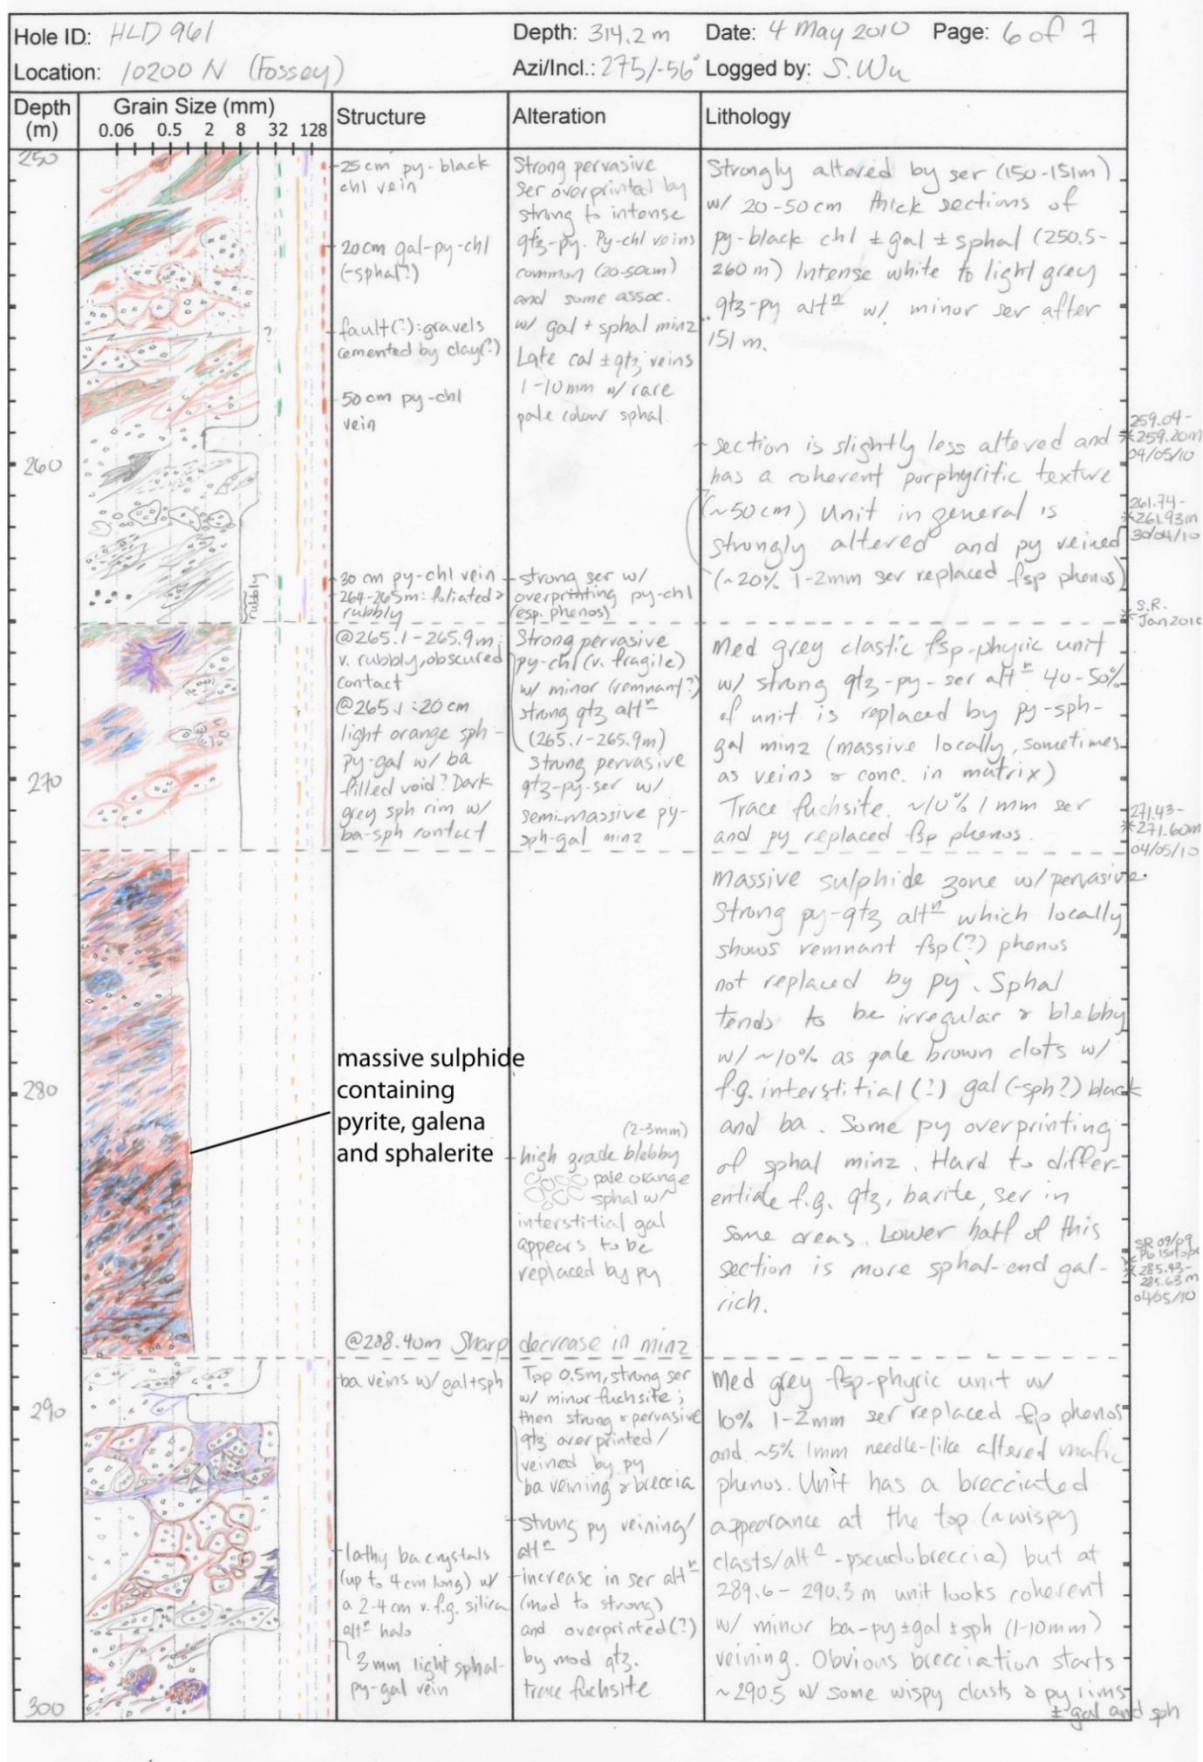 Hole ID: HLD 961
Depth: 314.2 m
Date: 4 May 2010
Page: 6 of 7
Location: 10200 N (Fossey)
Azi/Incl.: 275/-56°
Logged by: S. Wu
Depth (m)
Grain Size (mm)
0.06 0.5 2 8 32 128
Structure
Alteration
Lithology
250
260
270
280
290
300
?
rubbly
25 cm py-black
chl vein
20cm gal-py-chl
(-sphal?)
fault(?): gravels
cemented by clay(?)
50 cm py-chl
vein
30 cm py-chl vein
264-265m: foliated &
rubbly
@265.1-265.9m
v. rubbly, obscured
contact
@265.1: 20 cm
light orange sph-
py-gal w/ ba
filled void? Dark
grey sph rim w/
ba-sph contact
massive sulphide
containing
pyrite, galena
and sphalerite
@288.40m Sharp decrease in minz
ba veins w/ gal+sph
lathy ba crystals
(up to 4cm long) w/
a 2-4 cm v.f.g. silica
altⁿ halo
3mm light sphal-
py-gal vein
Strong pervasive
ser overprinted by
strong to intense
qtz-py. Py-chl veins
common (20-50cm)
and some assoc.
w/ gal + sphal minz
Late cal ± qtz veins
1-10mm w/ rare
pale colour sphal.
strong ser w/
overprinting py-chl
(esp. phenos)
Strong pervasive
py-chl (v. fragile)
w/ minor (remnant?)
strong qtz altⁿ
(265.1-265.9m)
Strong pervasive
qtz-py-ser w/
semi-massive py-
sph-gal minz
(2-3mm)
high grade blebby
pale orange
sphal w/
interstitial gal
appears to be
replaced by py
Top 0.5m, strong ser
w/ minor fuchsite;
then strong & pervasive
qtz overprinted/
veined by py
ba veining & breccia
strong py veining/
altⁿ
increase in ser altⁿ
(mod to strong)
and overprinted(?)
by mod qtz.
trace fuchsite
Strongly altered by ser (150-151m)
w/ 20-50 cm thick sections of
py-black chl ± gal ± sphal (250.5-
260m) Intense white to light grey
qtz-py altⁿ w/ minor ser after
151 m.
section is slightly less altered and
has a coherent porphyritic texture
(~50cm) Unit in general is
strongly altered and py veined
(~20% 1-2mm ser replaced fsp phenos)
Med grey clastic fsp-phyric unit
w/ strong qtz-py-ser altⁿ 40-50%
of unit is replaced by py-sph-
gal minz (massive locally, sometimes
as veins & conc. in matrix)
Trace fuchsite. ~10% 1mm ser
and py replaced fsp phenos.
Massive sulphide zone w/ pervasive
strong py-qtz altⁿ which locally
shows remnant fsp(?) phenos
not replaced by py. Sphal
tends to be irregular & blebby
w/ ~10% as pale brown clots w/
f.g. interstitial(?) gal (-sph?) black
and ba. Some py overprinting
of sphal minz. Hard to differ-
entiate f.g. qtz, barite, ser in
some areas. Lower half of this
section is more sphal-and gal-
rich.
Med grey fsp-phyric unit w/
10% 1-2mm ser replaced fsp phenos
and ~5% 1mm needle-like altered mafic
phenos. Unit has a brecciated
appearance at the top (~wispy
clasts/altⁿ -pseudobreccia) but at
289.6-290.3m unit looks coherent
w/ minor ba-py±gal±sph (1-10mm)
veining. Obvious brecciation starts
~290.5 w/ some wispy clasts & py rims
± gal and sph
259.04-
259.20m
04/05/10
261.74-
261.93m
30/04/10
S.R.
Jan 2010
271.43-
271.60m
04/05/10
SR 09/09
Pb isotope
285.43-
285.63m
04/05/10